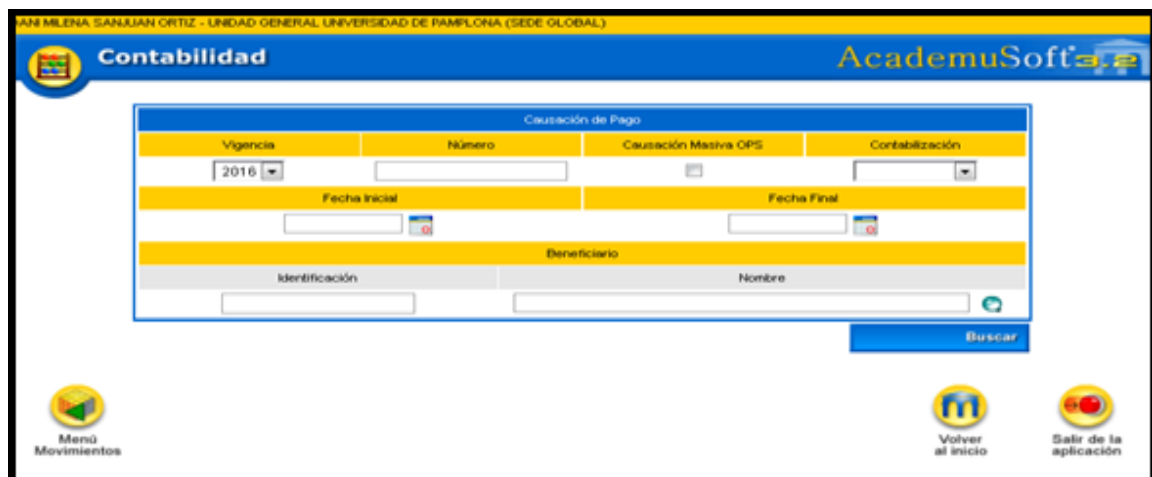 ANI MILENA SANJUAN ORTIZ - UNIDAD GENERAL UNIVERSIDAD DE PAMPLONA (SEDE GLOBAL)
Contabilidad
AcademuSoft 3.2
Causación de Pago
Vigencia Número Causación Masiva OPS Contabilización
2016
Fecha Inicial Fecha Final
Beneficiario
Identificación Nombre
Buscar
Menú Movimientos
Volver al inicio
Salir de la aplicación